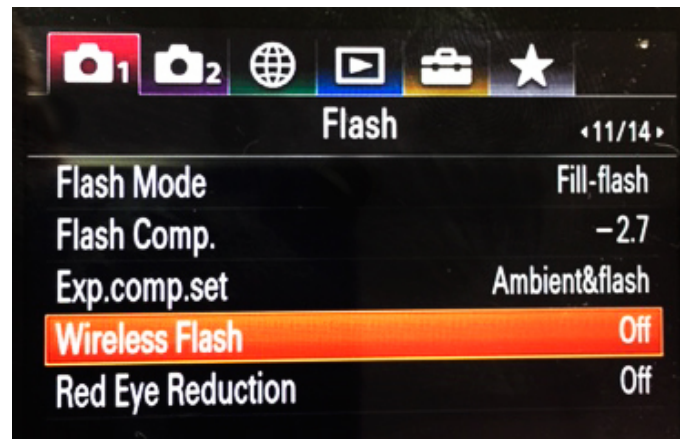 1 2
Flash 11/14
Flash Mode Fill-flash
Flash Comp. −2.7
Exp.comp.set Ambient&flash
Wireless Flash Off
Red Eye Reduction Off